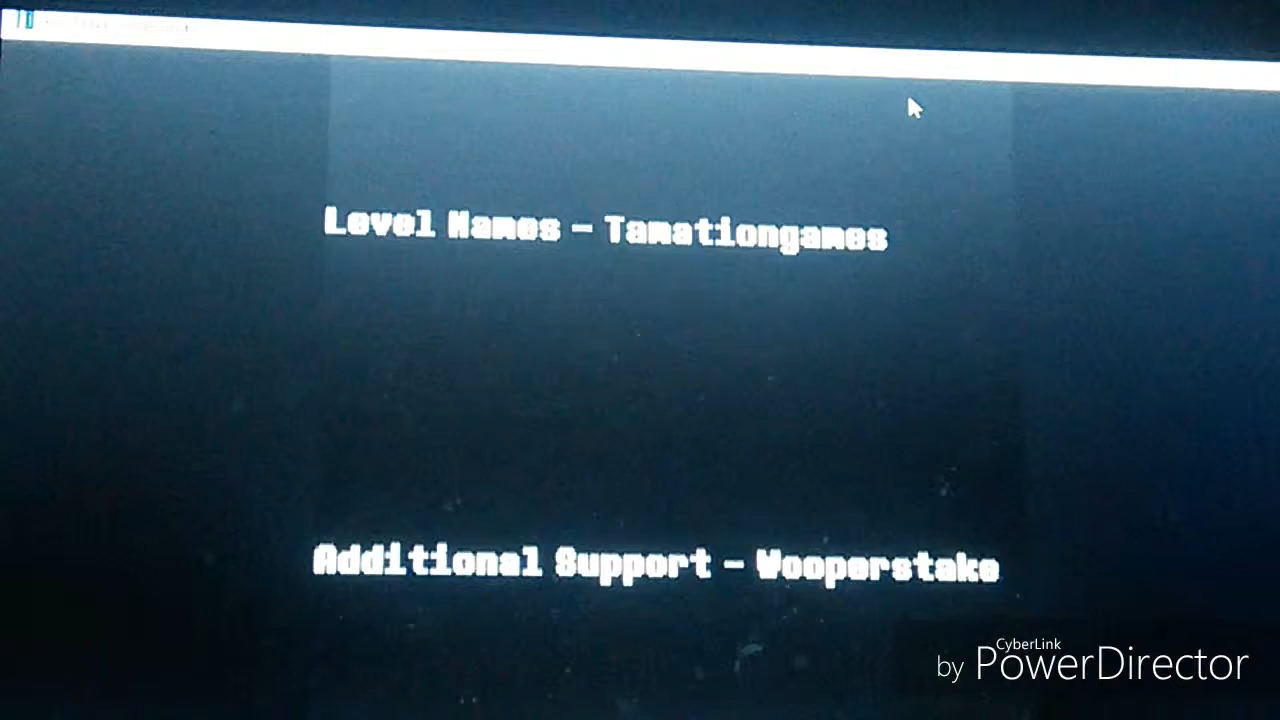 Level Names - Tamationgames
Additional Support - Wooperstake
CyberLink
by PowerDirector